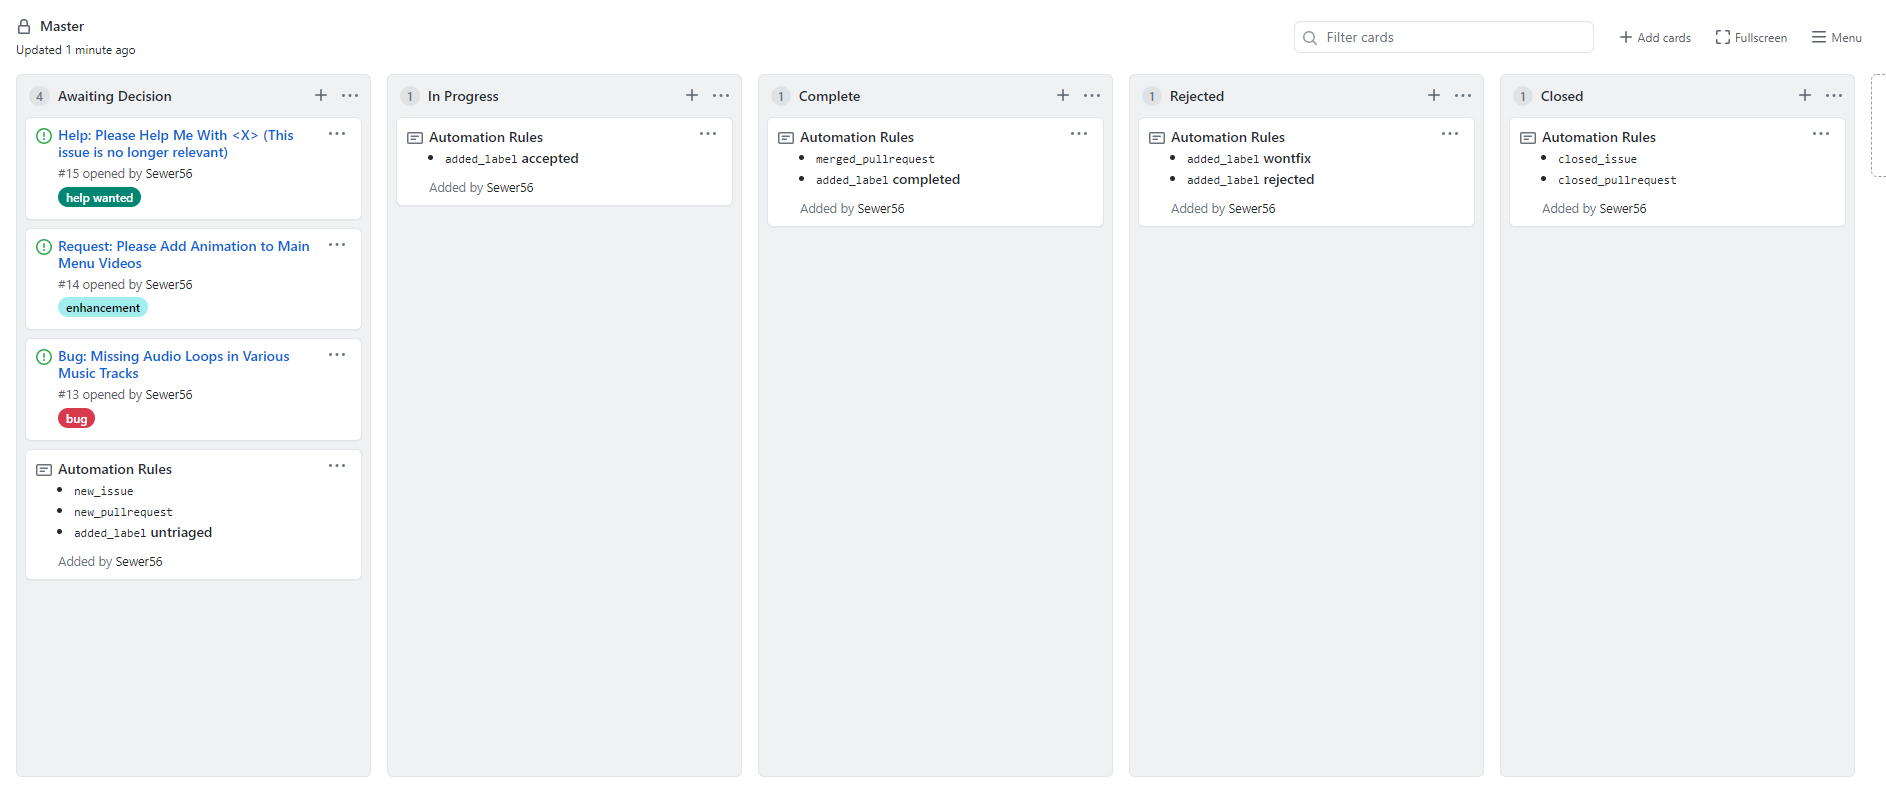 Master
Updated 1 minute ago
Filter cards
Add cards
Fullscreen
Menu
4 Awaiting Decision
Help: Please Help Me With <X> (This
issue is no longer relevant)
#15 opened by Sewer56
help wanted
Request: Please Add Animation to Main
Menu Videos
#14 opened by Sewer56
enhancement
Bug: Missing Audio Loops in Various
Music Tracks
#13 opened by Sewer56
bug
Automation Rules
new_issue
new_pullrequest
added_label untriaged
Added by Sewer56
1 In Progress
Automation Rules
added_label accepted
Added by Sewer56
1 Complete
Automation Rules
merged_pullrequest
added_label completed
Added by Sewer56
1 Rejected
Automation Rules
added_label wontfix
added_label rejected
Added by Sewer56
1 Closed
Automation Rules
closed_issue
closed_pullrequest
Added by Sewer56